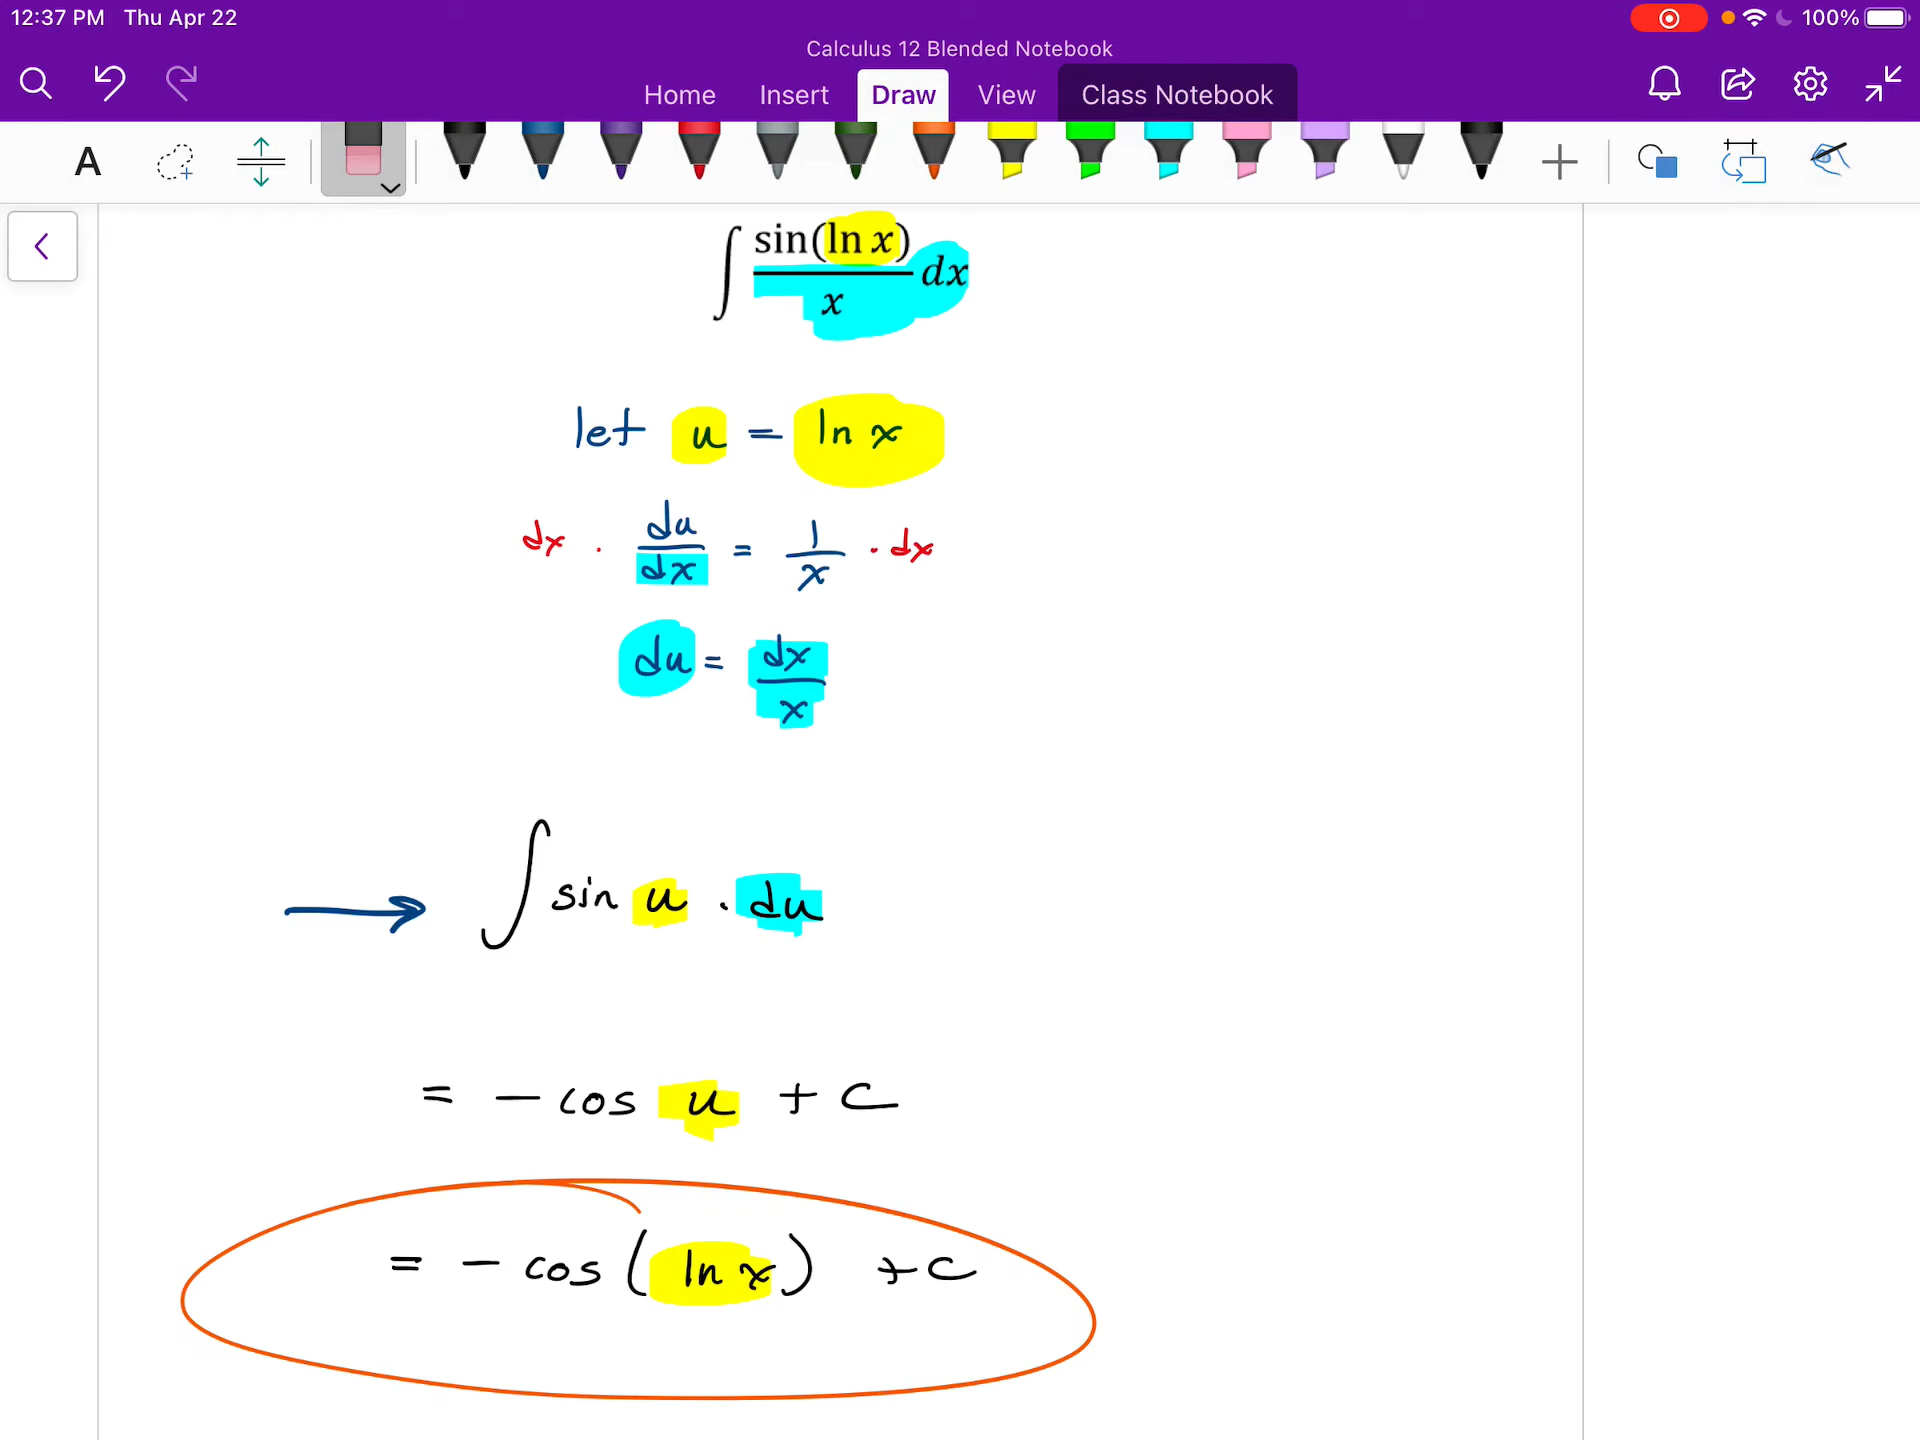 12:37 PM Thu Apr 22 100%
Calculus 12 Blended Notebook
Home Insert Draw View Class Notebook
A
∫ sin(ln x)/x dx
let u = ln x
dx · du/dx = 1/x · dx
du = dx/x
→ ∫ sin u · du
= − cos u + c
= − cos (ln x) + c